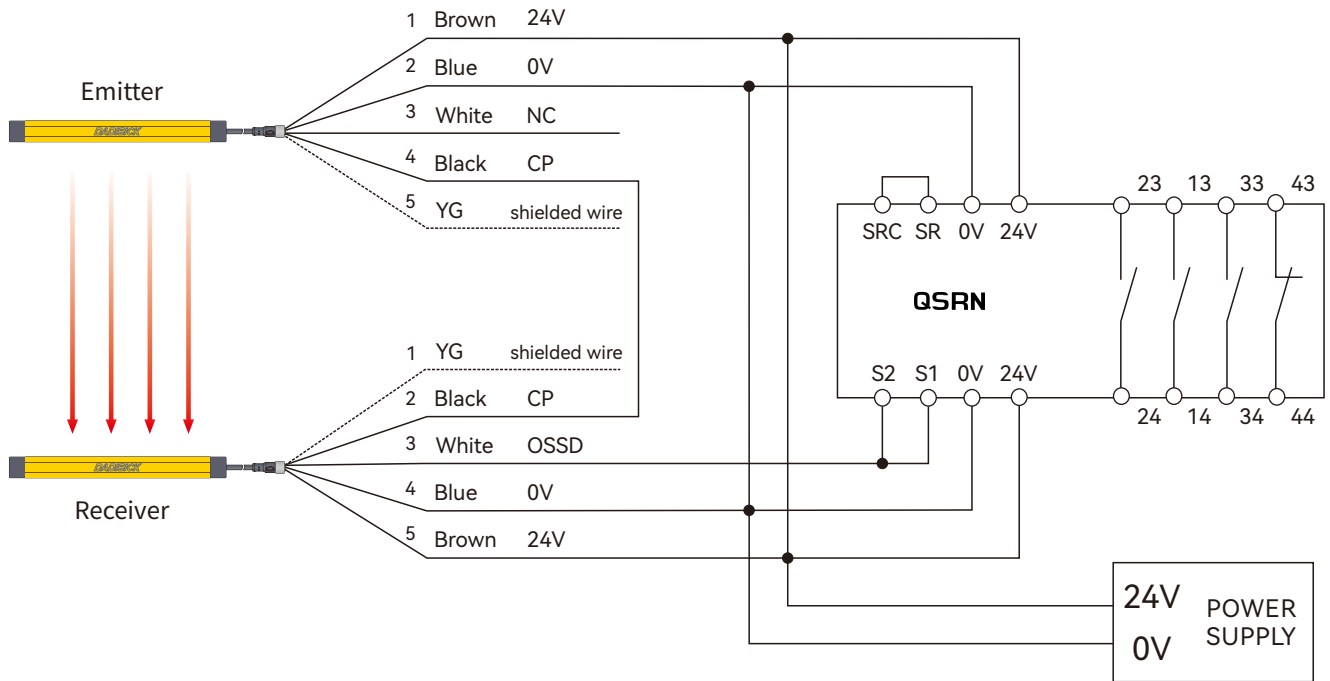 1 Brown 24V
2 Blue 0V
Emitter
3 White NC
DADISICK
4 Black CP
5 YG shielded wire
23 13 33 43
SRC SR 0V 24V
QSRN
1 YG shielded wire
S2 S1 0V 24V
2 Black CP
24 14 34 44
3 White OSSD
DADISICK
4 Blue 0V
Receiver
5 Brown 24V
24V
0V
POWER
SUPPLY